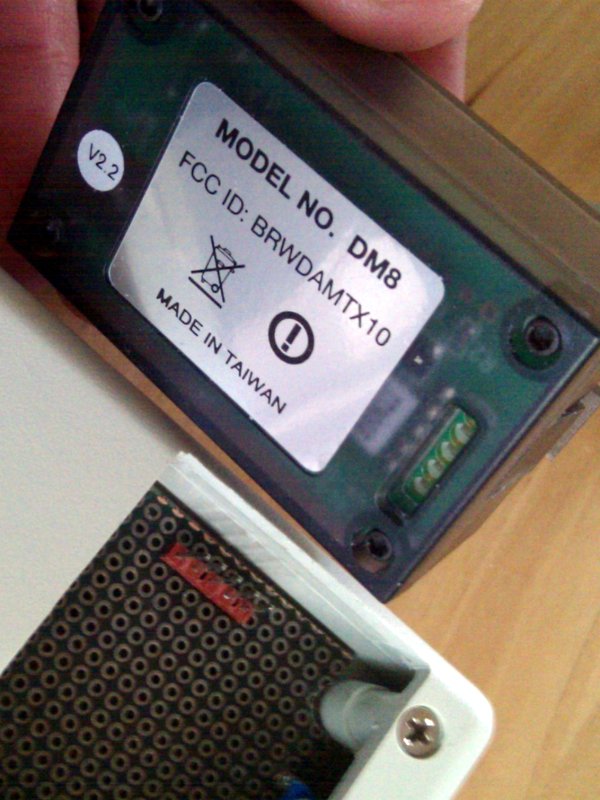 V2.2
MODEL NO. DM8
FCC ID: BRWDAMTX10
MADE IN TAIWAN